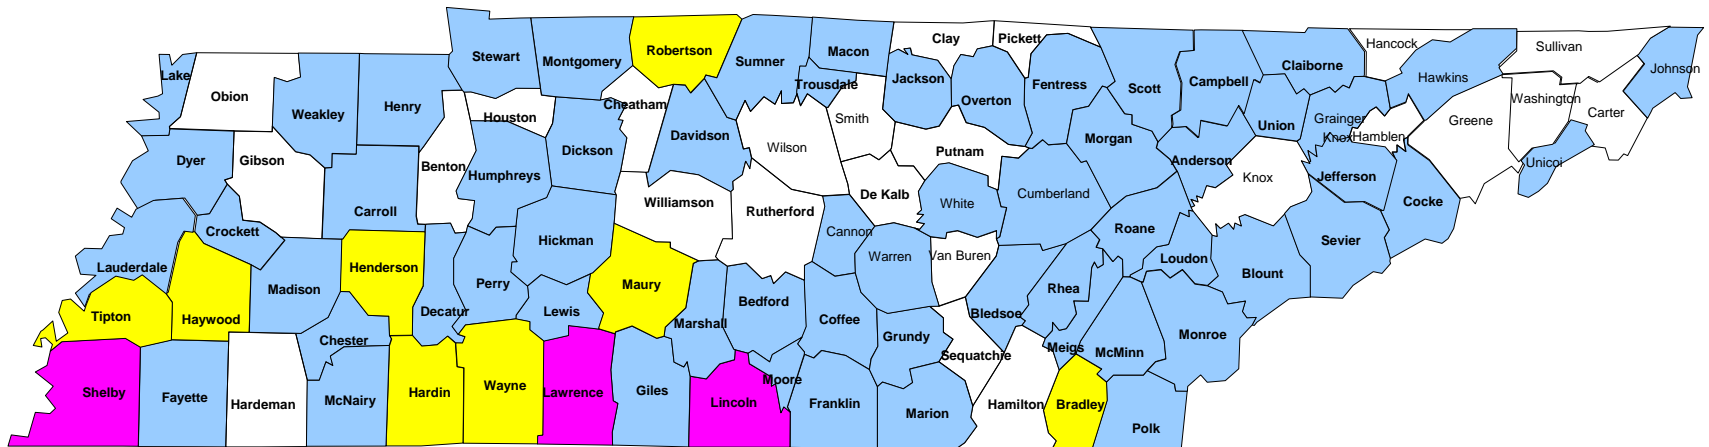 Stewart
Montgomery
Robertson
Sumner
Macon
Clay
Pickett
Hancock
Sullivan
Johnson
Lake
Obion
Weakley
Henry
Houston
Cheatham
Trousdale
Jackson
Overton
Fentress
Scott
Campbell
Claiborne
Hawkins
Washington
Carter
Dyer
Gibson
Benton
Humphreys
Dickson
Davidson
Wilson
Smith
Putnam
Morgan
Anderson
Union
Grainger
Knox
Hamblen
Greene
Unicoi
Crockett
Carroll
Hickman
Williamson
Rutherford
De Kalb
White
Cumberland
Knox
Jefferson
Cocke
Lauderdale
Madison
Henderson
Decatur
Perry
Lewis
Maury
Cannon
Warren
Van Buren
Roane
Loudon
Blount
Sevier
Tipton
Haywood
Chester
Marshall
Bedford
Coffee
Grundy
Bledsoe
Rhea
Meigs
McMinn
Monroe
Shelby
Fayette
Hardeman
McNairy
Hardin
Wayne
Lawrence
Giles
Lincoln
Moore
Franklin
Marion
Sequatchie
Hamilton
Bradley
Polk